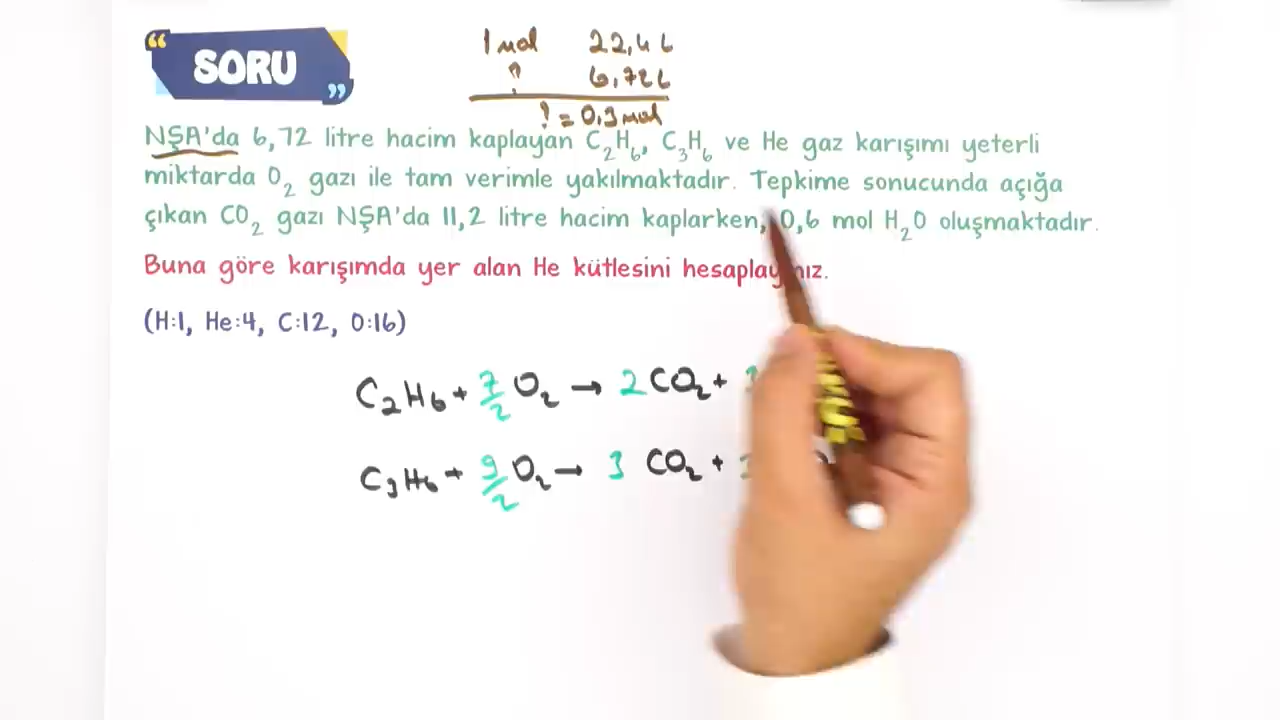 “ SORU ”
1 mol 22,4 L
? 6,72 L
? = 0,3 mol
NŞA'da 6,72 litre hacim kaplayan C₂H₆, C₃H₆ ve He gaz karışımı yeterli
miktarda O₂ gazı ile tam verimle yakılmaktadır. Tepkime sonucunda açığa
çıkan CO₂ gazı NŞA'da 11,2 litre hacim kaplarken, 0,6 mol H₂O oluşmaktadır.
Buna göre karışımda yer alan He kütlesini
(H:1, He:4, C:12, O:16)
C₂H₆ + 7/2 O₂ → 2 CO₂ +
C₃H₆ + 9/2 O₂ → 3 CO₂ +